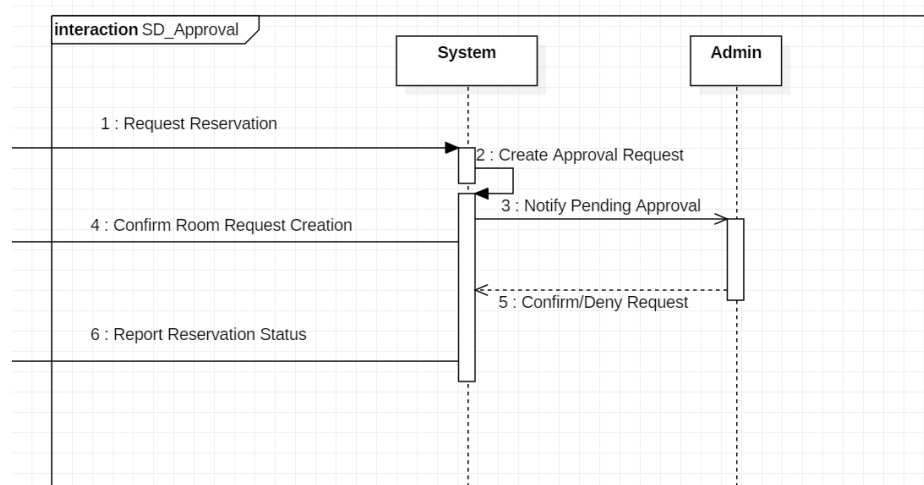 interaction SD_Approval
System
Admin
1 : Request Reservation
2 : Create Approval Request
3 : Notify Pending Approval
4 : Confirm Room Request Creation
5 : Confirm/Deny Request
6 : Report Reservation Status